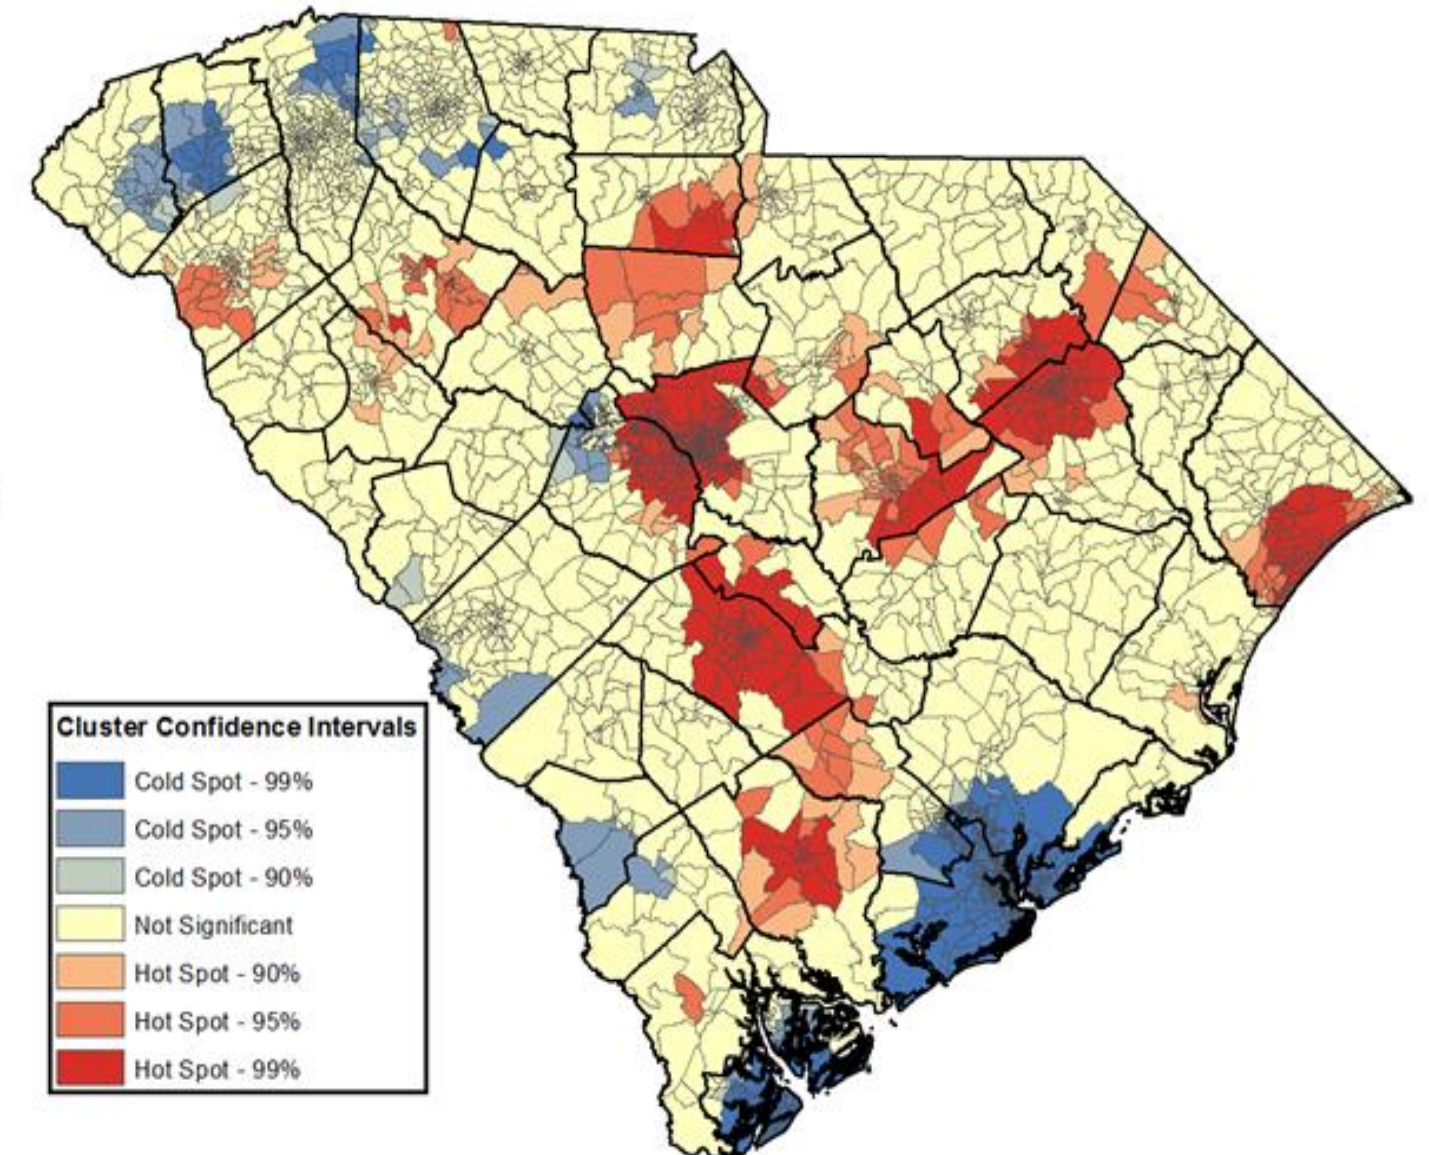 Cluster Confidence Intervals
Cold Spot - 99%
Cold Spot - 95%
Cold Spot - 90%
Not Significant
Hot Spot - 90%
Hot Spot - 95%
Hot Spot - 99%